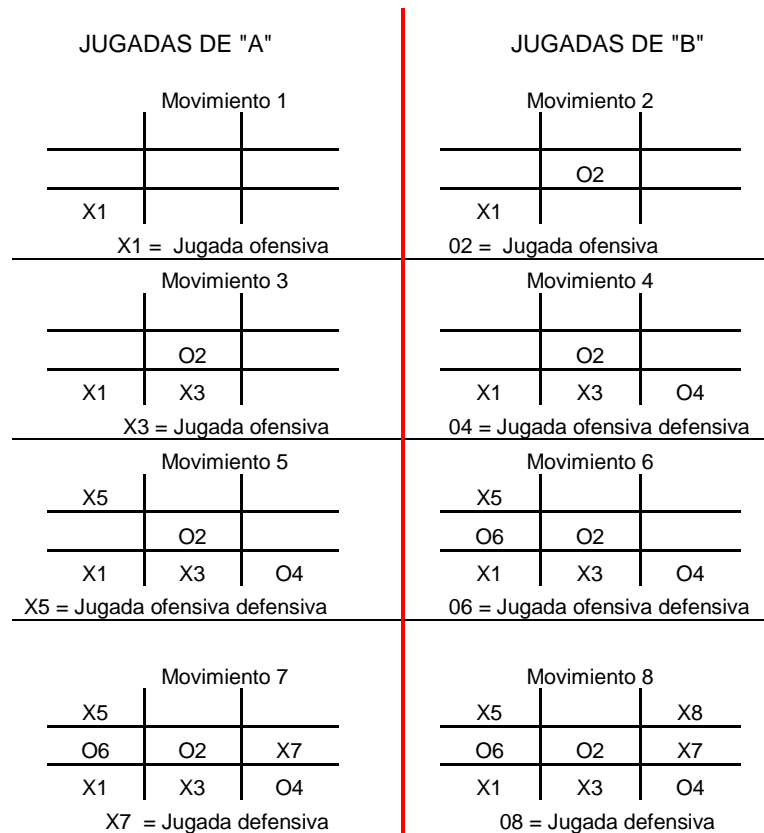 JUGADAS DE "A"
JUGADAS DE "B"
Movimiento 1
X1
X1 = Jugada ofensiva
Movimiento 2
O2
X1
02 = Jugada ofensiva
Movimiento 3
O2
X1 X3
X3 = Jugada ofensiva
Movimiento 4
O2
X1 X3 O4
04 = Jugada ofensiva defensiva
Movimiento 5
X5
O2
X1 X3 O4
X5 = Jugada ofensiva defensiva
Movimiento 6
X5
O6 O2
X1 X3 O4
06 = Jugada ofensiva defensiva
Movimiento 7
X5
O6 O2 X7
X1 X3 O4
X7 = Jugada defensiva
Movimiento 8
X5 X8
O6 O2 X7
X1 X3 O4
08 = Jugada defensiva